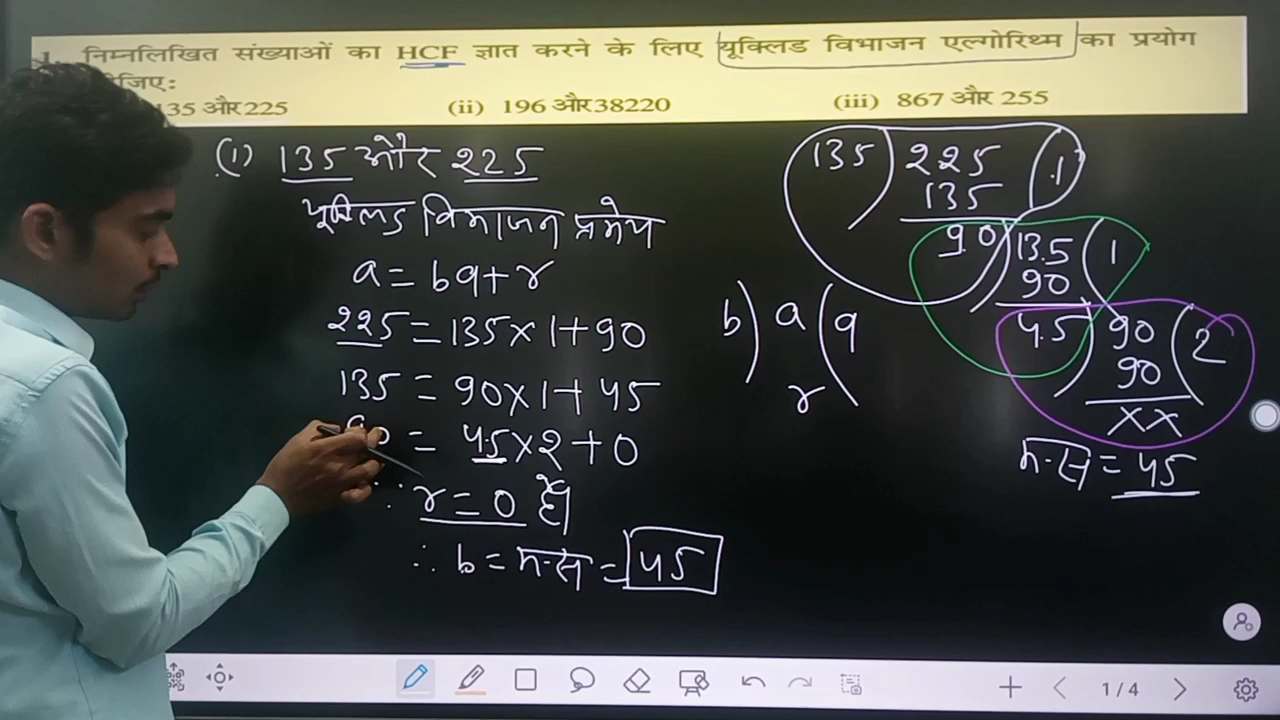 1. निम्नलिखित संख्याओं का HCF ज्ञात करने के लिए यूक्लिड विभाजन एल्गोरिथ्म का प्रयोग
जिए:
135 और 225 (ii) 196 और 38220 (iii) 867 और 255
(1) 135 और 225
यूक्लिड विभाजन प्रमेय
a = bq + r
225 = 135 × 1 + 90
135 = 90 × 1 + 45
90 = 45 × 2 + 0
∴ r = 0 है।
∴ b = म.स = 45
b) a (q
r
135) 225 (1
135
90) 135 (1
90
45) 90 (2
90
××
म.स = 45
1/4